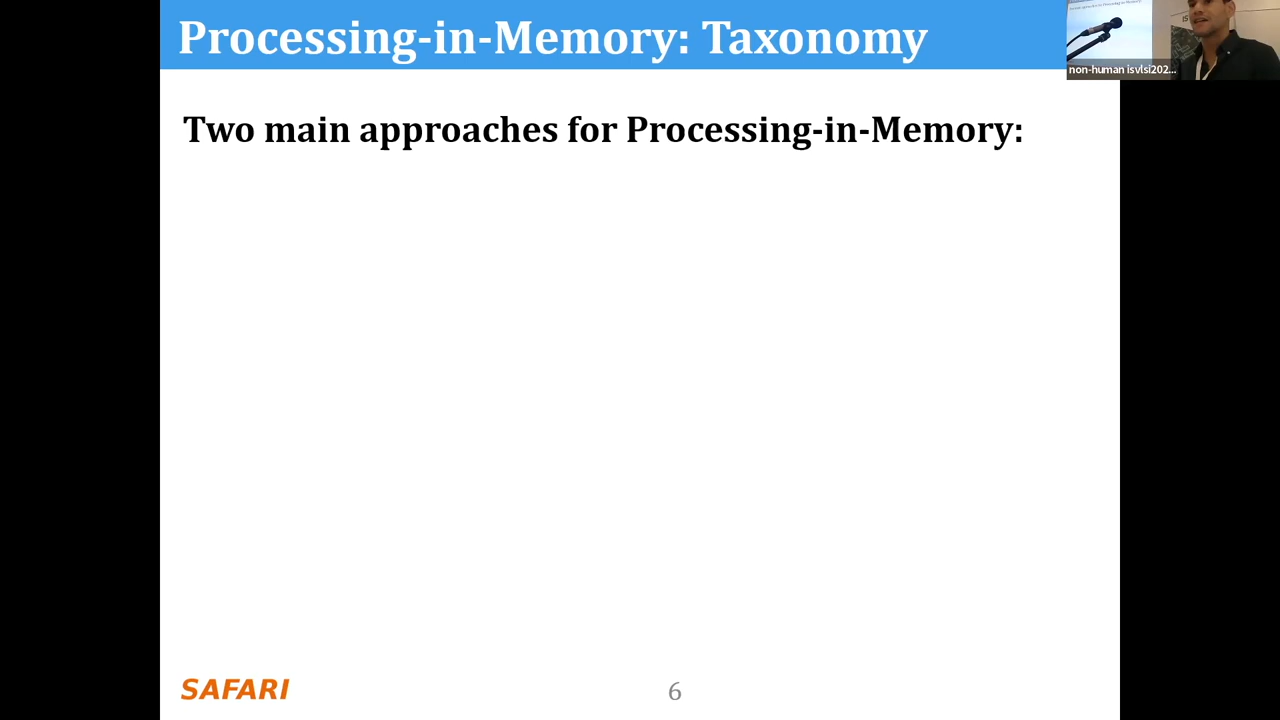 Processing-in-Memory: Taxonomy
non-human isvlsi202...
Two main approaches for Processing-in-Memory:
SAFARI
6